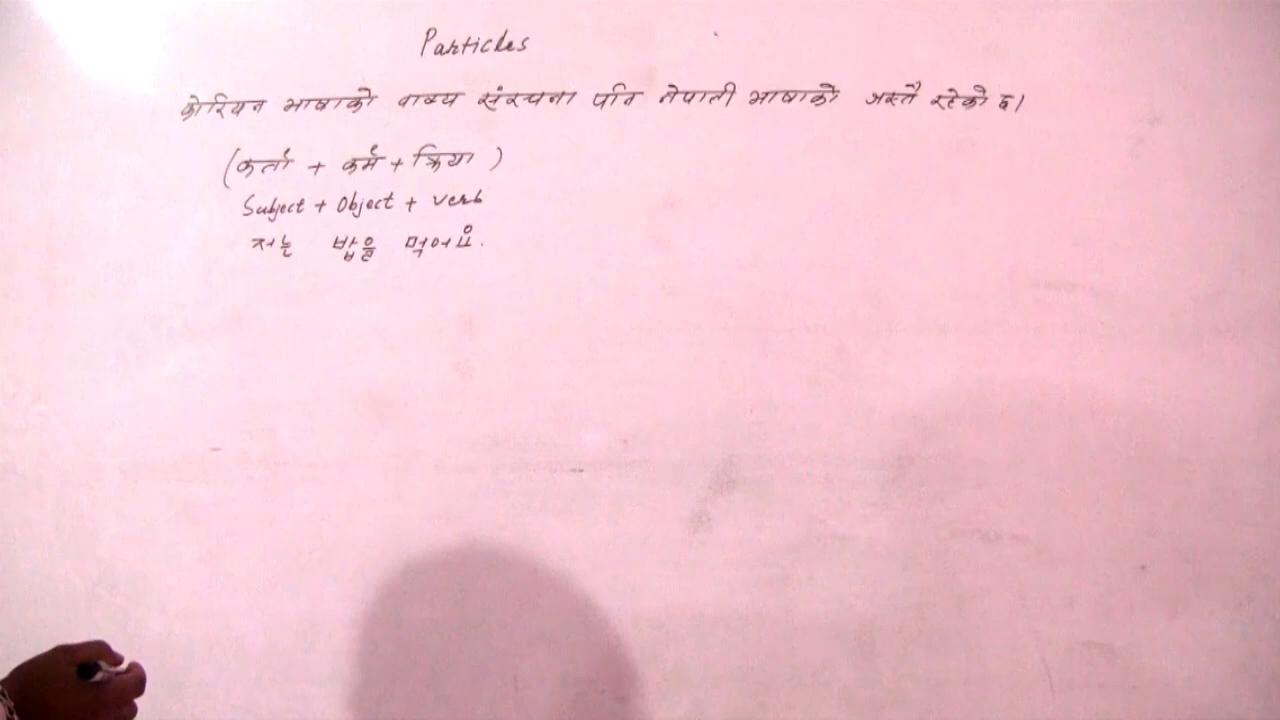 Particles
कोरियन भाषाको वाक्य संरचना पनि नेपाली भाषाको जस्तै रहेको छ।
(कर्ता + कर्म + क्रिया)
Subject + Object + verb
저는 밥을 먹어요.